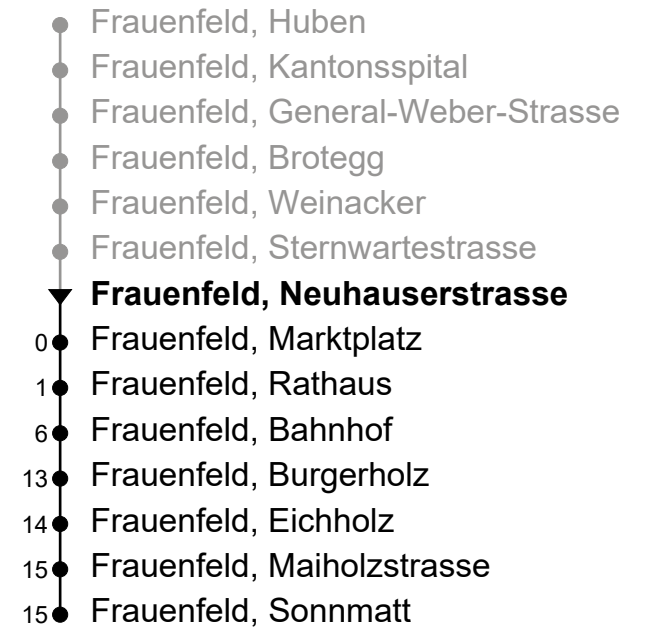 Frauenfeld, Huben
Frauenfeld, Kantonsspital
Frauenfeld, General-Weber-Strasse
Frauenfeld, Brotegg
Frauenfeld, Weinacker
Frauenfeld, Sternwartestrasse
Frauenfeld, Neuhauserstrasse
0 Frauenfeld, Marktplatz
1 Frauenfeld, Rathaus
6 Frauenfeld, Bahnhof
13 Frauenfeld, Burgerholz
14 Frauenfeld, Eichholz
15 Frauenfeld, Maiholzstrasse
15 Frauenfeld, Sonnmatt